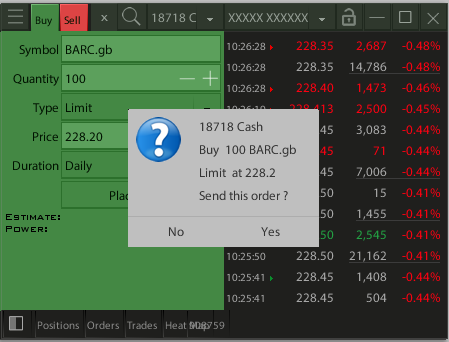 Buy Sell x 18718 C XXXXX XXXXXX
Symbol BARC.gb
Quantity 100
Type Limit
Price 228.20
Duration Daily
Plac
ESTIMATE:
POWER:
18718 Cash
Buy 100 BARC.gb
Limit at 228.2
Send this order ?
No Yes
10:26:28 228.35 2,687 -0.48%
10:26:28 228.35 14,786 -0.48%
10:26:28 228.40 1,473 -0.46%
10:26:19 228.413 2,500 -0.45%
45 3,083 -0.44%
45 71 -0.44%
45 7,006 -0.44%
50 15 -0.41%
50 1,455 -0.41%
50 2,545 -0.41%
10:25:50 228.50 21,162 -0.41%
10:25:41 228.45 1,408 -0.44%
10:25:41 228.45 504 -0.44%
Positions Orders Trades Heat Map